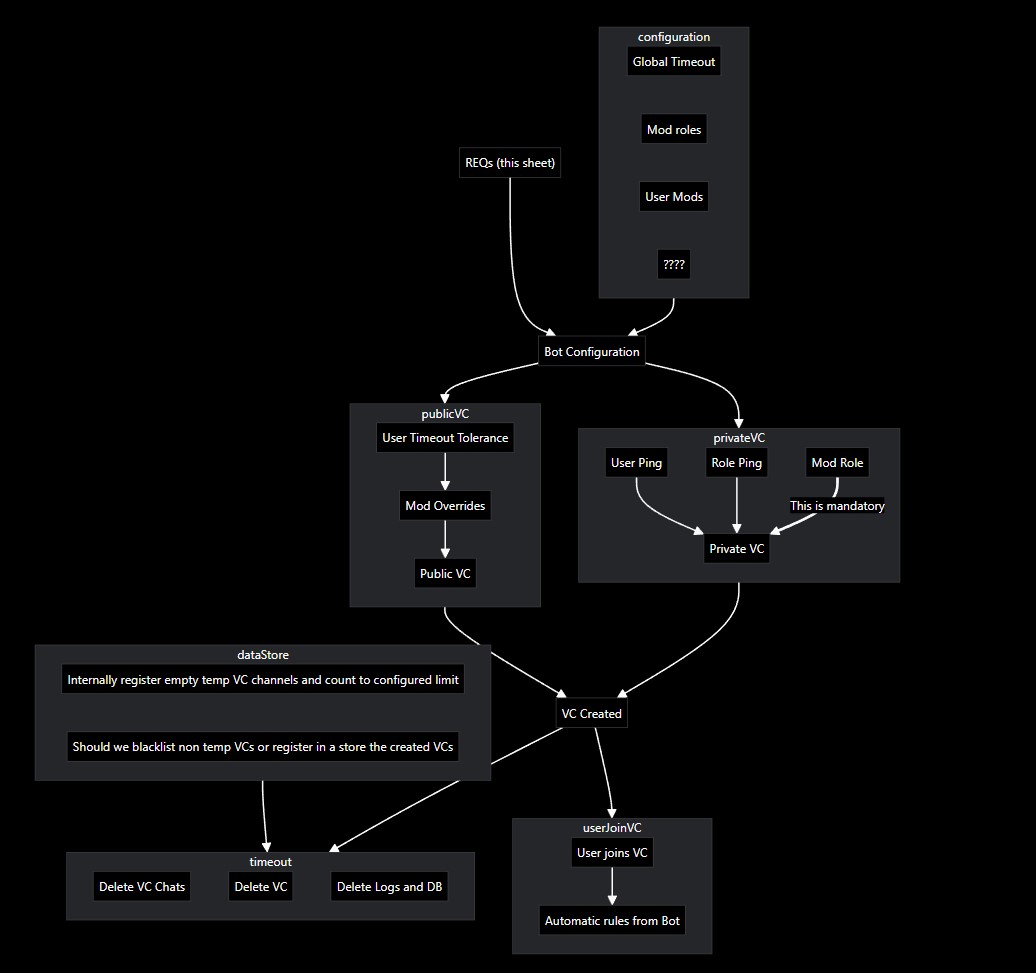 configuration
Global Timeout
Mod roles
REQs (this sheet)
User Mods
????
Bot Configuration
publicVC
User Timeout Tolerance
Mod Overrides
Public VC
privateVC
User Ping
Role Ping
Mod Role
This is mandatory
Private VC
dataStore
Internally register empty temp VC channels and count to configured limit
Should we blacklist non temp VCs or register in a store the created VCs
VC Created
timeout
Delete VC Chats
Delete VC
Delete Logs and DB
userJoinVC
User joins VC
Automatic rules from Bot